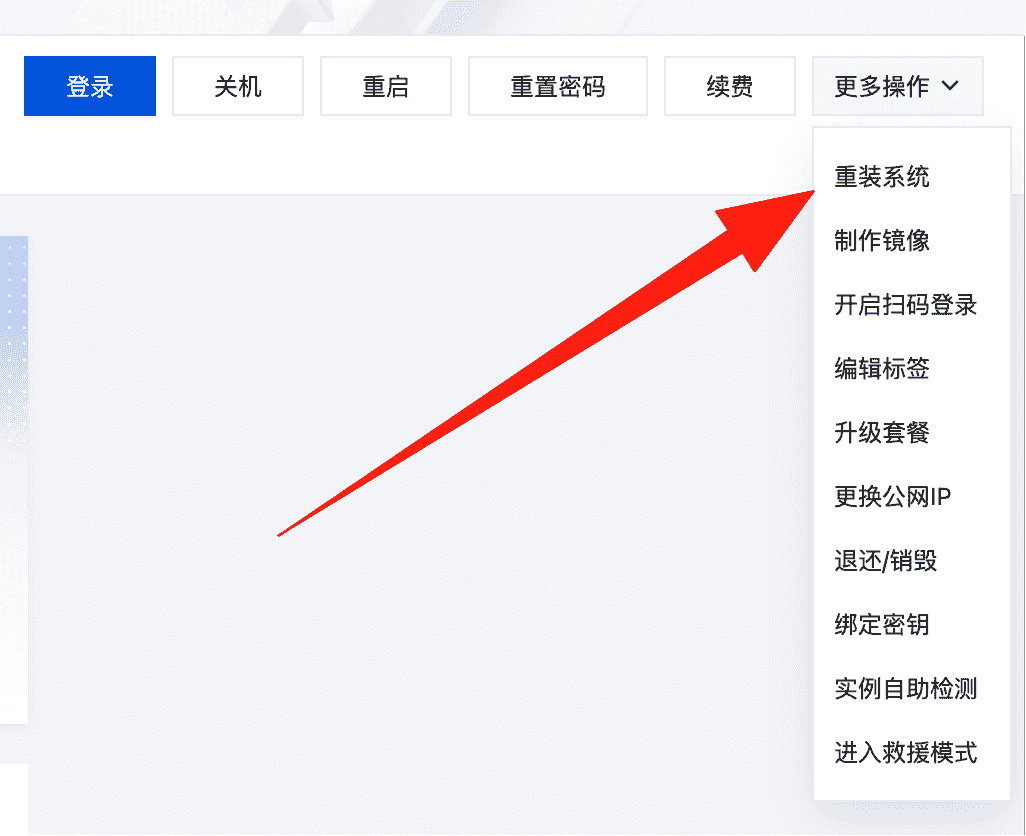 登录 关机 重启 重置密码 续费 更多操作
重装系统
制作镜像
开启扫码登录
编辑标签
升级套餐
更换公网IP
退还/销毁
绑定密钥
实例自助检测
进入救援模式